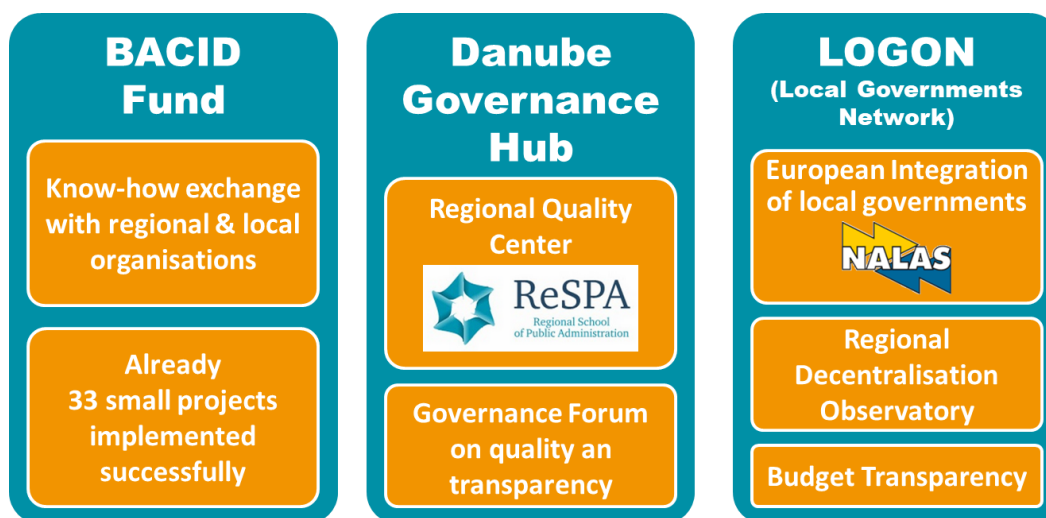 BACID
Fund
Know-how exchange
with regional & local
organisations
Already
33 small projects
implemented
successfully
Danube
Governance
Hub
Regional Quality
Center
ReSPA
Regional School
of Public Administration
Governance Forum
on quality an
transparency
LOGON
(Local Governments
Network)
European Integration
of local governments
NALAS
Regional
Decentralisation
Observatory
Budget Transparency